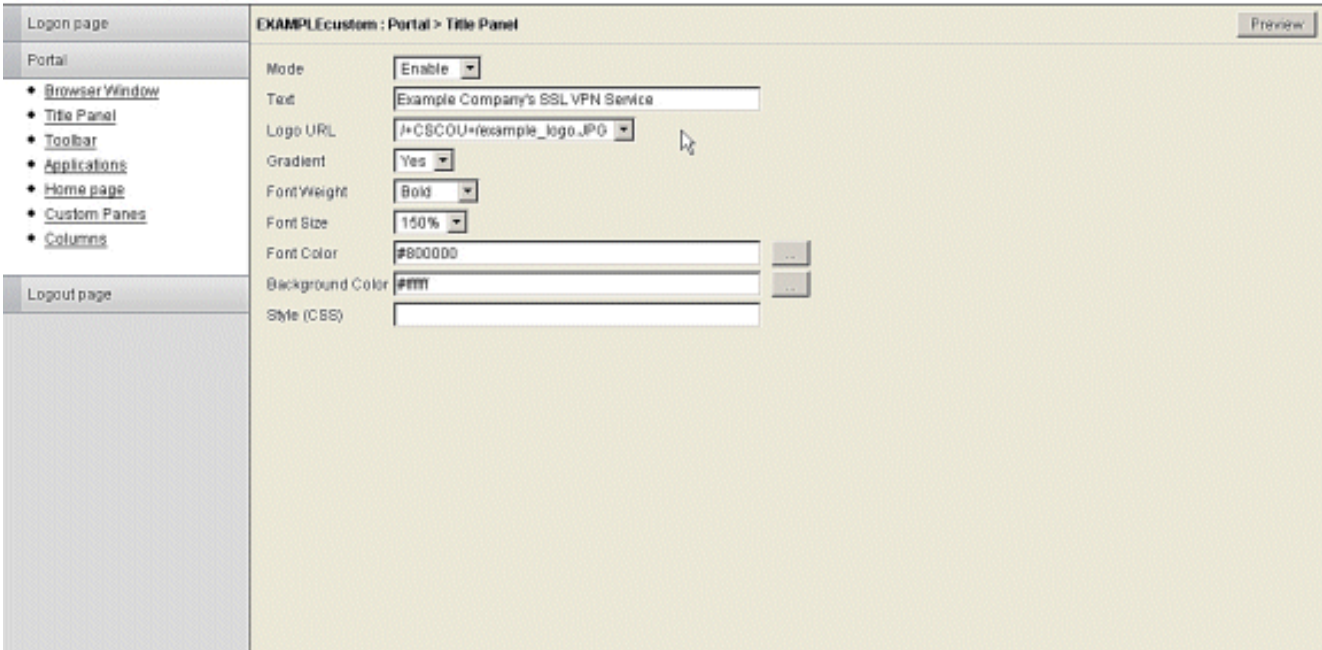 Logon page
EXAMPLEcustom : Portal > Title Panel
Preview
Portal
Browser Window
Title Panel
Toolbar
Applications
Home page
Custom Panes
Columns
Logout page
Mode Enable
Text Example Company's SSL VPN Service
Logo URL /+CSCOU+/example_logo.JPG
Gradient Yes
Font Weight Bold
Font Size 150%
Font Color #800000 ...
Background Color #ffffff ...
Style (CSS)